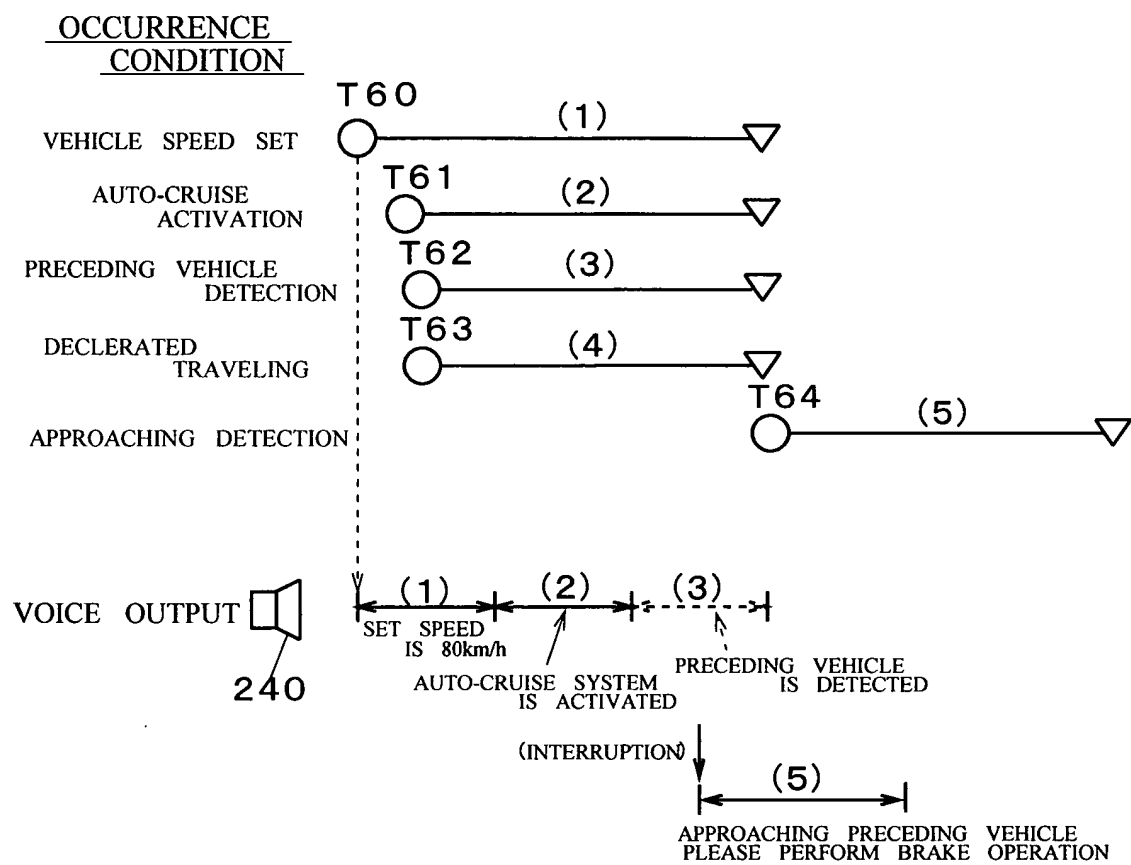 OCCURRENCE
CONDITION
T60
(1)
VEHICLE SPEED SET
T61
(2)
AUTO-CRUISE
ACTIVATION
T62
(3)
PRECEDING VEHICLE
DETECTION
T63
(4)
DECLERATED
TRAVELING
T64
(5)
APPROACHING DETECTION
(1)
(2)
(3)
VOICE OUTPUT
SET SPEED
IS 80km/h
240
AUTO-CRUISE SYSTEM
IS ACTIVATED
PRECEDING VEHICLE
IS DETECTED
(INTERRUPTION)
(5)
APPROACHING PRECEDING VEHICLE
PLEASE PERFORM BRAKE OPERATION